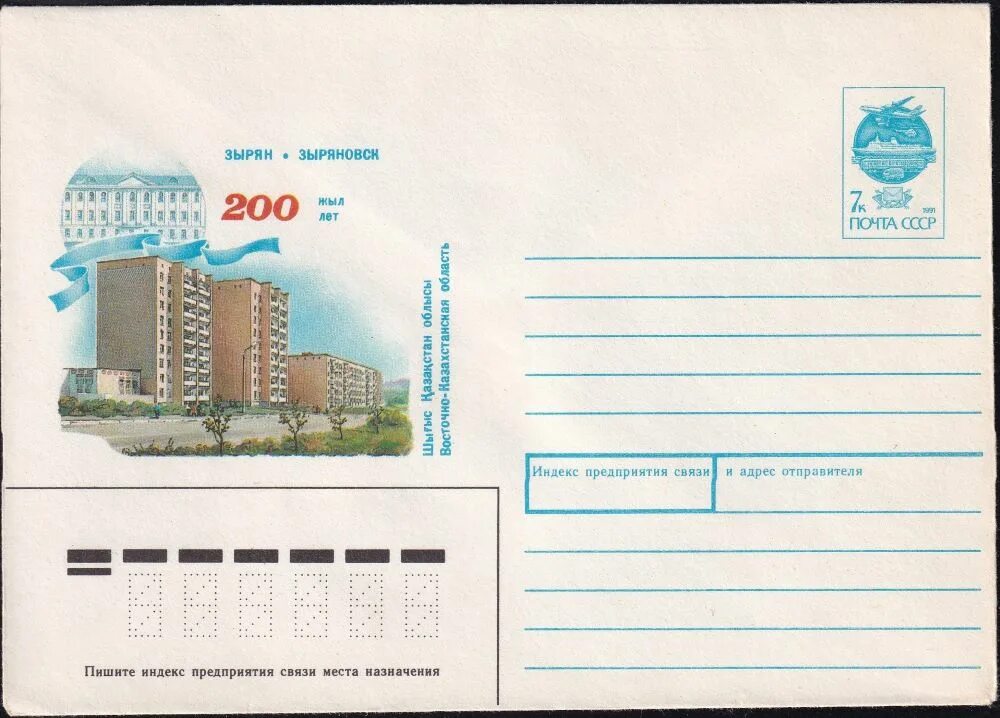 ЗЫРЯН • ЗЫРЯНОВСК
200 жыл
лет
Шығыс Қазақстан облысы
Восточно-Казахстанская область
7к
1991
ПОЧТА СССР
Индекс предприятия связи и адрес отправителя
Пишите индекс предприятия связи места назначения